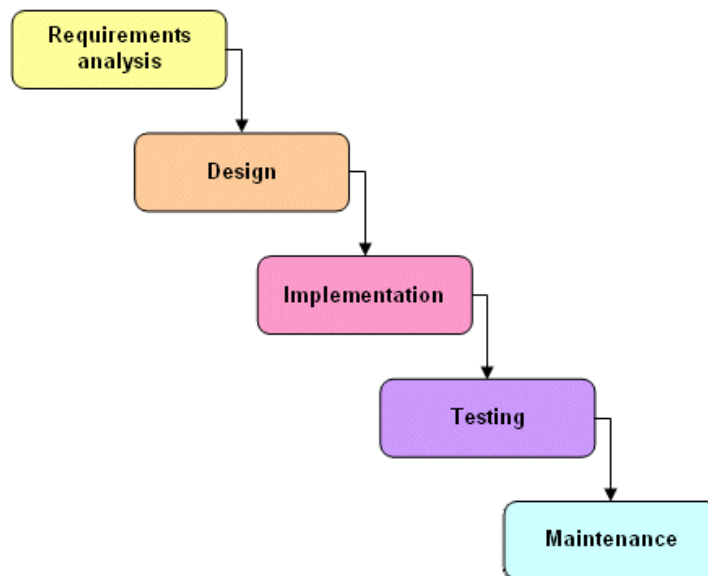 Requirements
analysis
Design
Implementation
Testing
Maintenance